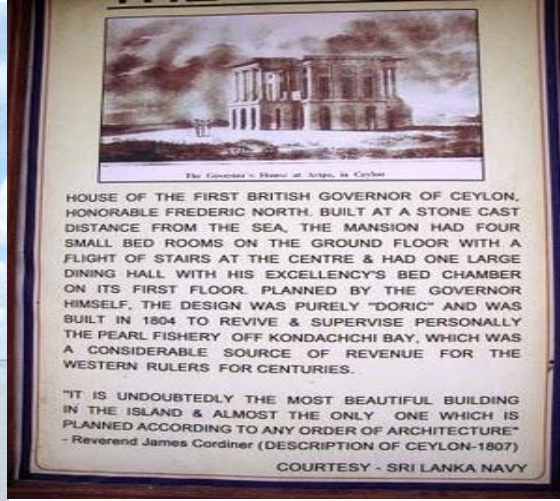 The Governor's House at Aripo, in Ceylon
HOUSE OF THE FIRST BRITISH GOVERNOR OF CEYLON,
HONORABLE FREDERIC NORTH. BUILT AT A STONE CAST
DISTANCE FROM THE SEA, THE MANSION HAD FOUR
SMALL BED ROOMS ON THE GROUND FLOOR WITH A
FLIGHT OF STAIRS AT THE CENTRE & HAD ONE LARGE
DINING HALL WITH HIS EXCELLENCY'S BED CHAMBER
ON ITS FIRST FLOOR. PLANNED BY THE GOVERNOR
HIMSELF, THE DESIGN WAS PURELY "DORIC" AND WAS
BUILT IN 1804 TO REVIVE & SUPERVISE PERSONALLY
THE PEARL FISHERY OFF KONDACHCHI BAY, WHICH WAS
A CONSIDERABLE SOURCE OF REVENUE FOR THE
WESTERN RULERS FOR CENTURIES.
"IT IS UNDOUBTEDLY THE MOST BEAUTIFUL BUILDING
IN THE ISLAND & ALMOST THE ONLY ONE WHICH IS
PLANNED ACCORDING TO ANY ORDER OF ARCHITECTURE"
- Reverend James Cordiner (DESCRIPTION OF CEYLON-1807)
COURTESY - SRI LANKA NAVY